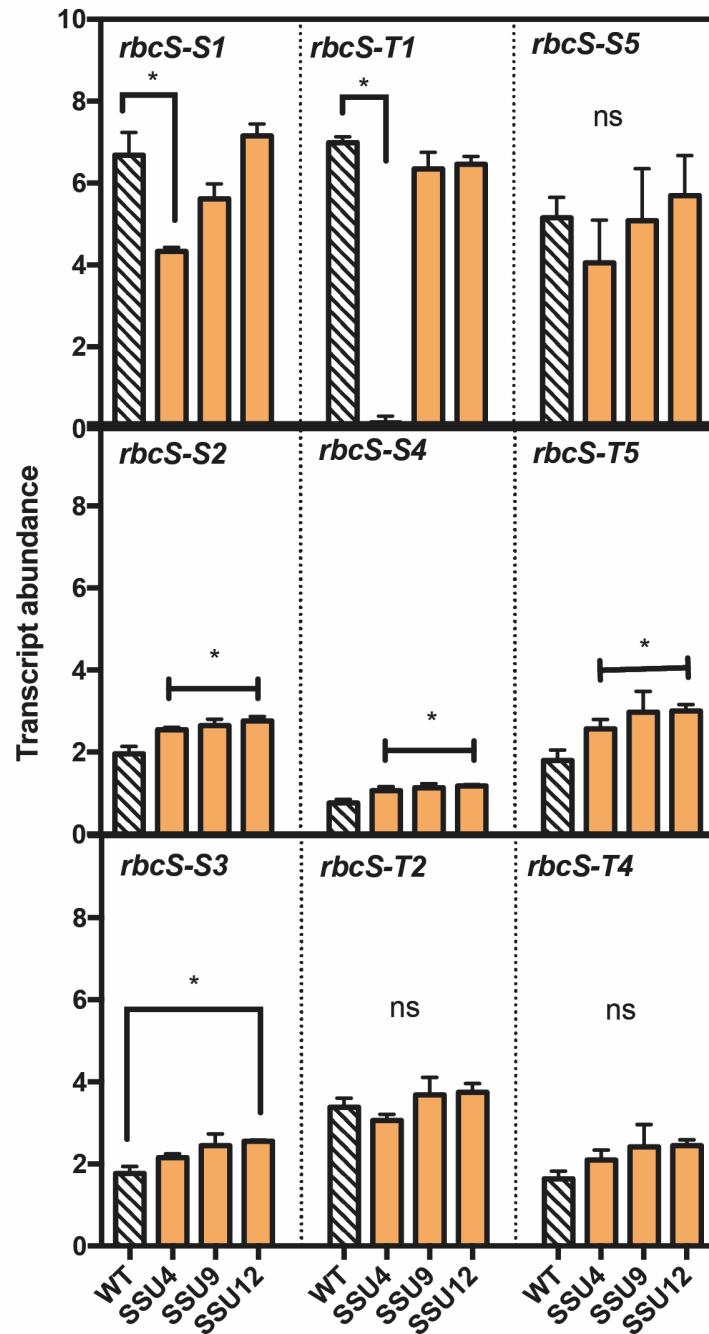 10
rbcS-S1
rbcS-T1
rbcS-S5
*
*
ns
8
6
4
2
0
rbcS-S2
rbcS-S4
rbcS-T5
Transcript abundance
8
6
4
*
*
*
2
0
rbcS-S3
rbcS-T2
rbcS-T4
8
*
ns
ns
6
4
2
0
WT
SSU4
SSU9
SSU12
WT
SSU4
SSU9
SSU12
WT
SSU4
SSU9
SSU12